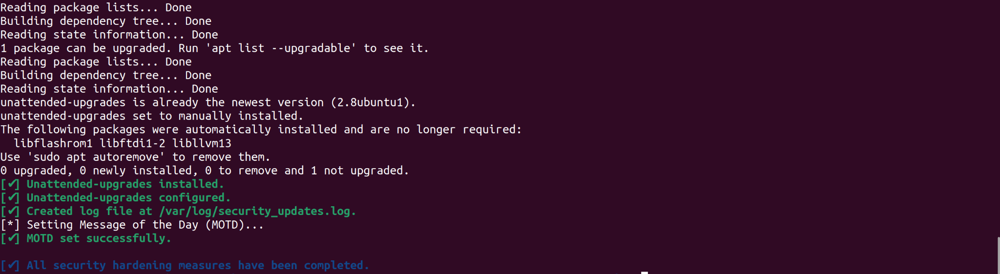 Reading package lists... Done
Building dependency tree... Done
Reading state information... Done
1 package can be upgraded. Run 'apt list --upgradable' to see it.
Reading package lists... Done
Building dependency tree... Done
Reading state information... Done
unattended-upgrades is already the newest version (2.8ubuntu1).
unattended-upgrades set to manually installed.
The following packages were automatically installed and are no longer required:
  libflashrom1 libftdi1-2 libllvm13
Use 'sudo apt autoremove' to remove them.
0 upgraded, 0 newly installed, 0 to remove and 1 not upgraded.
[✔] Unattended-upgrades installed.
[✔] Unattended-upgrades configured.
[✔] Created log file at /var/log/security_updates.log.
[*] Setting Message of the Day (MOTD)...
[✔] MOTD set successfully.
[✔] All security hardening measures have been completed.